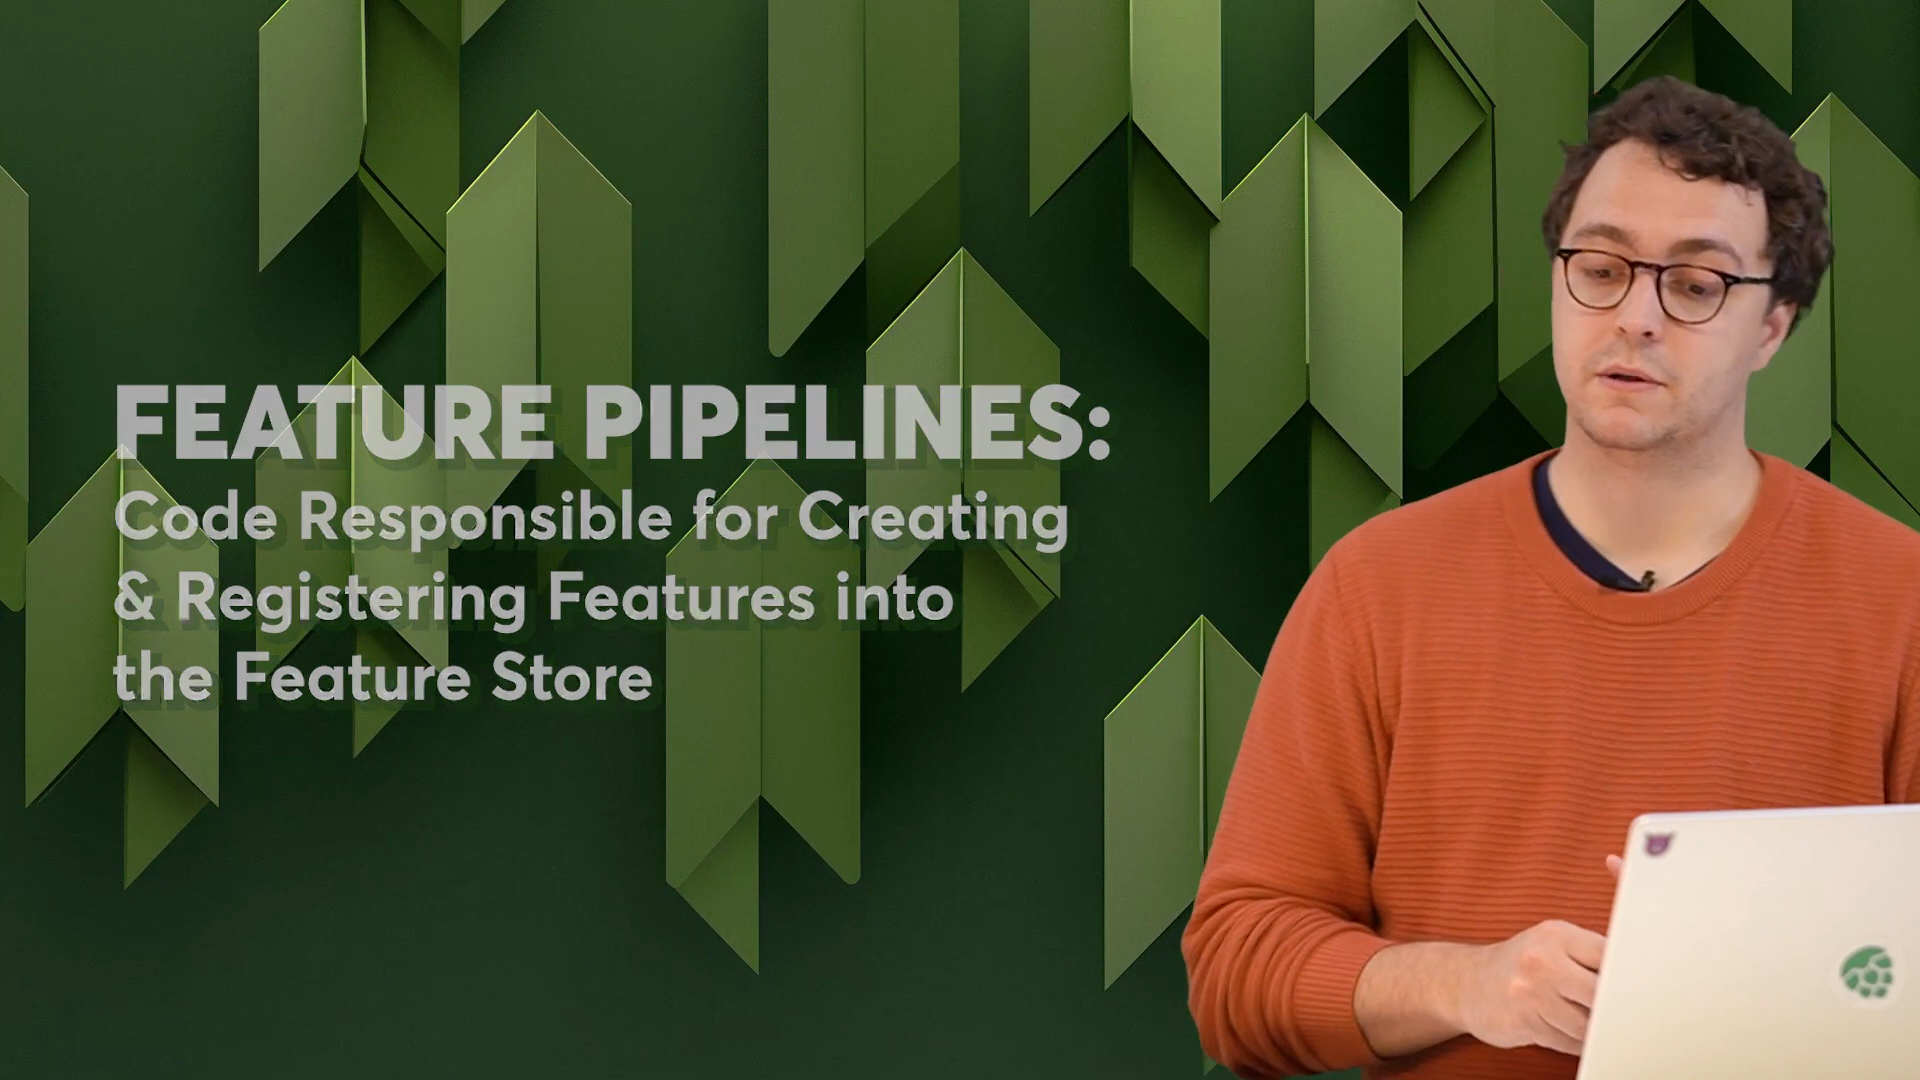 FEATURE PIPELINES:
Code Responsible for Creating
& Registering Features into
the Feature Store